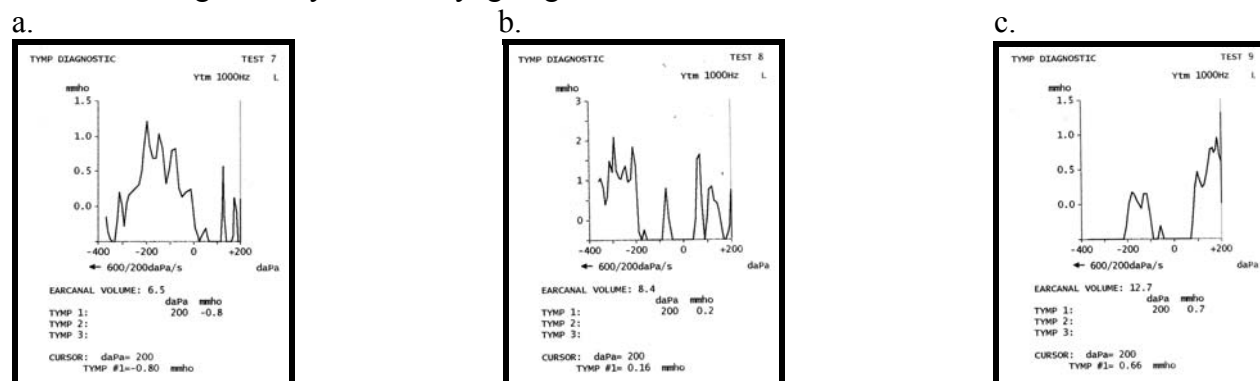 a.
TYMP DIAGNOSTIC TEST 7
Ytm 1000Hz L
mmho
1.5
1.0
0.5
0.0
-400 -200 0 +200
← 600/200daPa/s daPa
EARCANAL VOLUME: 6.5
daPa mmho
TYMP 1: 200 -0.8
TYMP 2:
TYMP 3:
CURSOR: daPa= 200
TYMP #1=-0.80 mmho
b.
TYMP DIAGNOSTIC TEST 8
Ytm 1000Hz L
mmho
3
2
1
0
-400 -200 0 +200
← 600/200daPa/s daPa
EARCANAL VOLUME: 8.4
daPa mmho
TYMP 1: 200 0.2
TYMP 2:
TYMP 3:
CURSOR: daPa= 200
TYMP #1= 0.16 mmho
c.
TYMP DIAGNOSTIC TEST 9
Ytm 1000Hz L
mmho
1.5
1.0
0.5
0.0
-400 -200 0 +200
← 600/200daPa/s daPa
EARCANAL VOLUME: 12.7
daPa mmho
TYMP 1: 200 0.7
TYMP 2:
TYMP 3:
CURSOR: daPa= 200
TYMP #1= 0.66 mmho